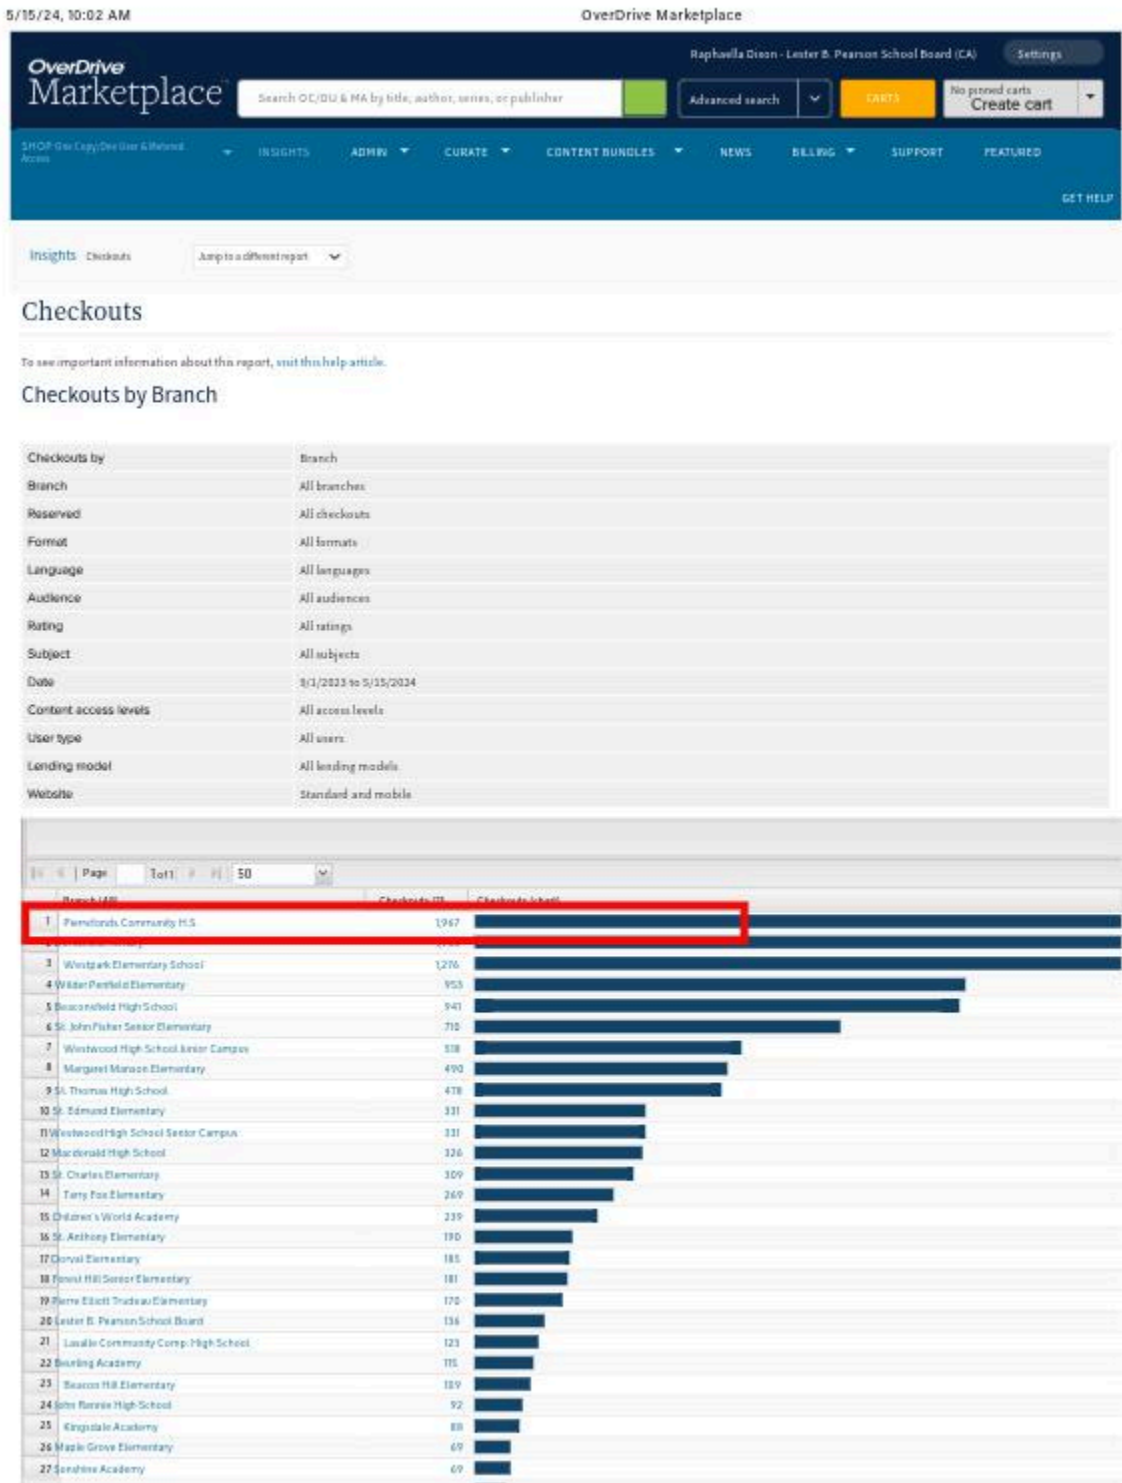 5/15/24, 10:02 AM OverDrive Marketplace
Raphaella Dixon - Lester B. Pearson School Board (CA) Settings
OverDrive
Marketplace
Search OC/OU & MA by title, author, series, or publisher
Advanced search
CARTS
No pinned carts
Create cart
SHOP One Copy/One User & Metered
Access
INSIGHTS ADMIN CURATE CONTENT BUNDLES NEWS BILLING SUPPORT FEATURED
GET HELP
Insights Checkouts Jump to a different report
Checkouts
To see important information about this report, visit this help article.
Checkouts by Branch
Checkouts by Branch
Branch All branches
Reserved All checkouts
Format All formats
Language All languages
Audience All audiences
Rating All ratings
Subject All subjects
Date 9/1/2023 to 5/15/2024
Content access levels All access levels
User type All users
Lending model All lending models
Website Standard and mobile
Page 1 of 1 50
Branch (48) Checkouts Checkouts (chart)
1 Pierrefonds Community H.S. 1,967
3 Westpark Elementary School 1,276
4 Wilder Penfield Elementary 953
5 Beaconsfield High School 941
6 St. John Fisher Senior Elementary 710
7 Westwood High School Junior Campus 518
8 Margaret Manson Elementary 490
9 St. Thomas High School 478
10 St. Edmund Elementary 331
11 Westwood High School Senior Campus 331
12 Macdonald High School 326
13 St. Charles Elementary 309
14 Terry Fox Elementary 269
15 Children's World Academy 239
16 St. Anthony Elementary 190
17 Dorval Elementary 185
18 Forest Hill Senior Elementary 181
19 Pierre Elliott Trudeau Elementary 170
20 Lester B. Pearson School Board 136
21 Lasalle Community Comp. High School 123
22 Beurling Academy 115
23 Beacon Hill Elementary 109
24 John Rennie High School 92
25 Kingsdale Academy 88
26 Maple Grove Elementary 69
27 Sunshine Academy 69